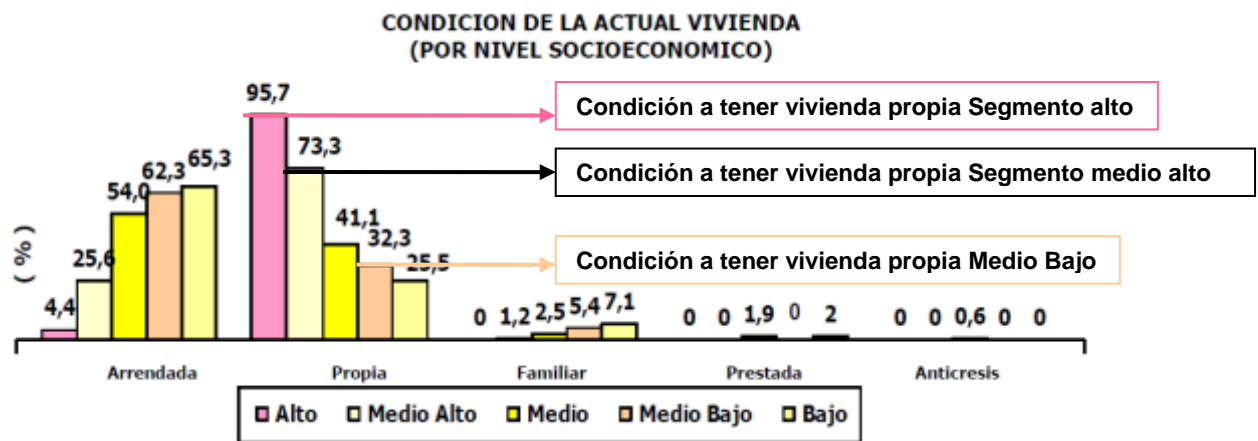 CONDICION DE LA ACTUAL VIVIENDA
(POR NIVEL SOCIOECONOMICO)
95,7
Condición a tener vivienda propia Segmento alto
73,3
Condición a tener vivienda propia Segmento medio alto
4,4 25,6 54,0 62,3 65,3
41,1 32,3 25,5
Condición a tener vivienda propia Medio Bajo
( % )
0 1,2 2,5 5,4 7,1
0 0 1,9 0 2
0 0 0,6 0 0
Arrendada Propia Familiar Prestada Anticresis
Alto Medio Alto Medio Medio Bajo Bajo